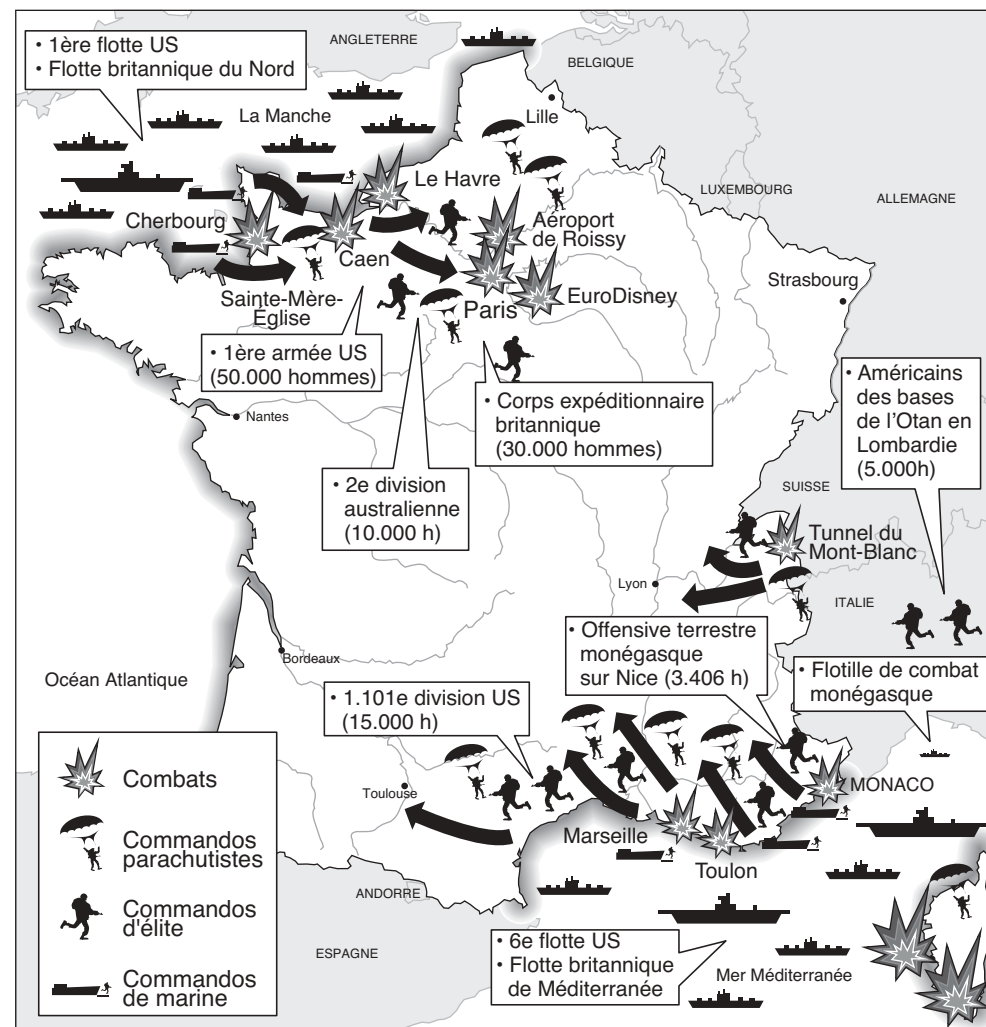 • 1ère flotte US
• Flotte britannique du Nord
ANGLETERRE
BELGIQUE
La Manche
Lille
Le Havre
LUXEMBOURG
ALLEMAGNE
Cherbourg
Aéroport
de Roissy
Caen
Strasbourg
Sainte-Mère-
Église
Paris
EuroDisney
• 1ère armée US
(50.000 hommes)
• Américains
des bases
de l'Otan en
Lombardie
(5.000h)
Nantes
• Corps expéditionnaire
britannique
(30.000 hommes)
• 2e division
australienne
(10.000 h)
SUISSE
Tunnel du
Mont-Blanc
Lyon
ITALIE
• Offensive terrestre
monégasque
sur Nice (3.406 h)
Bordeaux
• Flotille de combat
monégasque
Océan Atlantique
• 1.101e division US
(15.000 h)
Toulouse
MONACO
Marseille
Toulon
ANDORRE
ESPAGNE
• 6e flotte US
• Flotte britannique
de Méditerranée
Mer Méditerranée
Combats
Commandos
parachutistes
Commandos
d'élite
Commandos
de marine